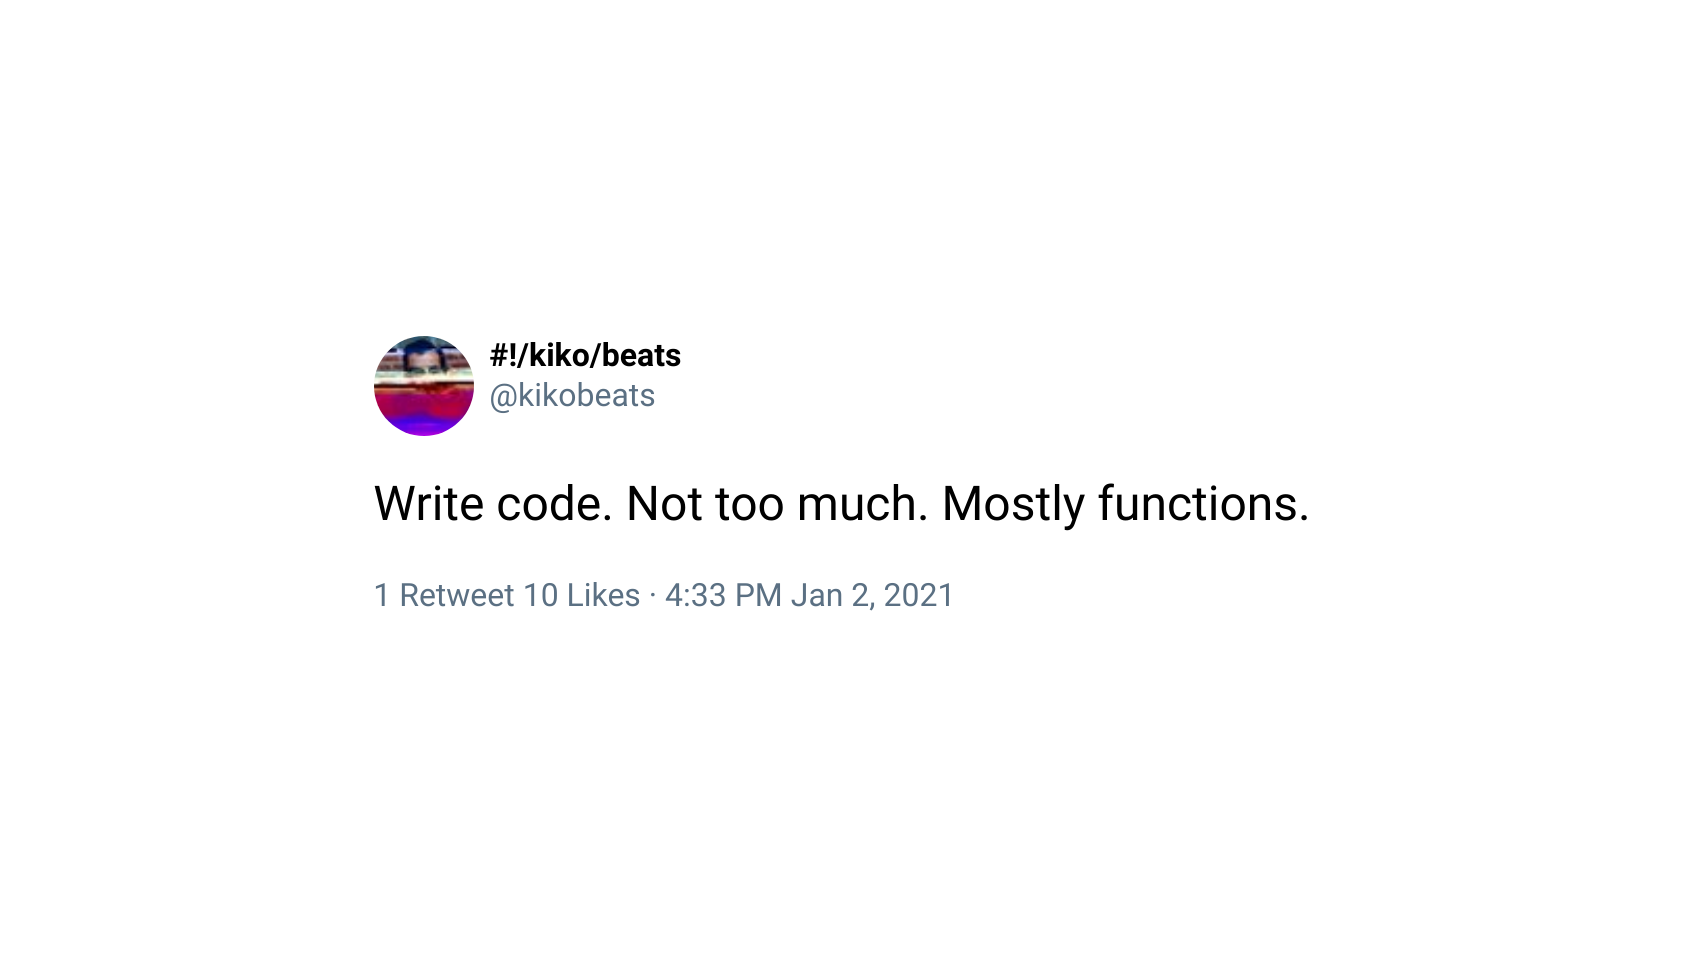 #!/kiko/beats
@kikobeats
Write code. Not too much. Mostly functions.
1 Retweet 10 Likes · 4:33 PM Jan 2, 2021